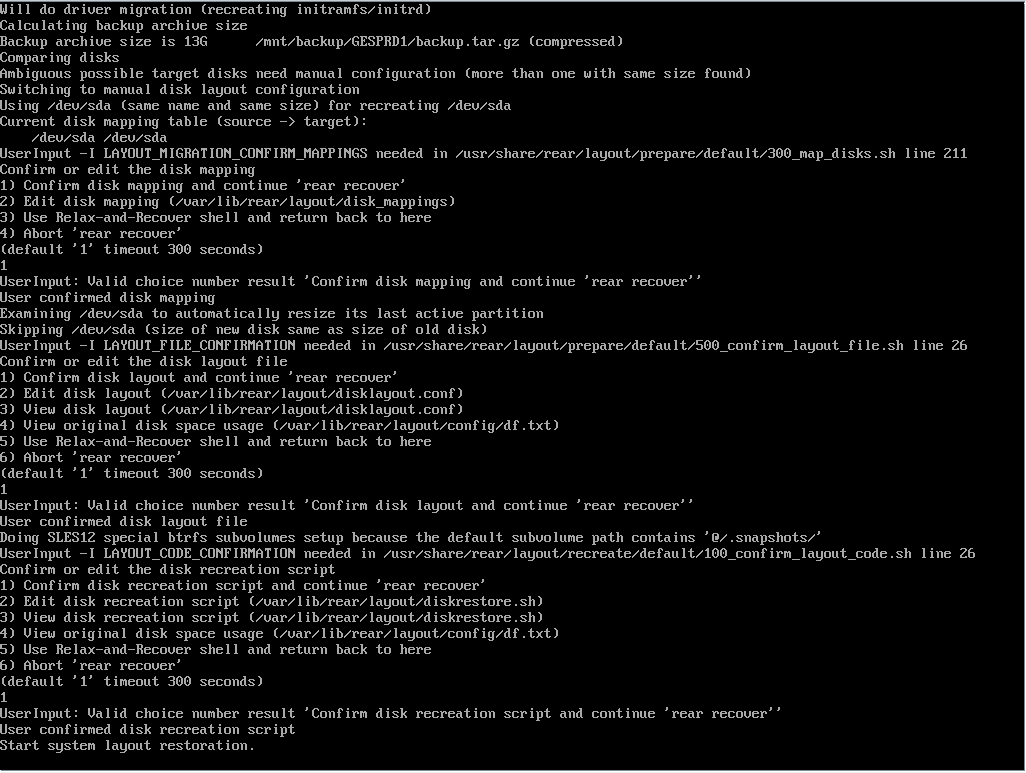 Will do driver migration (recreating initramfs/initrd)
Calculating backup archive size
Backup archive size is 13G      /mnt/backup/GESPRD1/backup.tar.gz (compressed)
Comparing disks
Ambiguous possible target disks need manual configuration (more than one with same size found)
Switching to manual disk layout configuration
Using /dev/sda (same name and same size) for recreating /dev/sda
Current disk mapping table (source -> target):
    /dev/sda /dev/sda
UserInput -I LAYOUT_MIGRATION_CONFIRM_MAPPINGS needed in /usr/share/rear/layout/prepare/default/300_map_disks.sh line 211
Confirm or edit the disk mapping
1) Confirm disk mapping and continue 'rear recover'
2) Edit disk mapping (/var/lib/rear/layout/disk_mappings)
3) Use Relax-and-Recover shell and return back to here
4) Abort 'rear recover'
(default '1' timeout 300 seconds)
1
UserInput: Valid choice number result 'Confirm disk mapping and continue 'rear recover''
User confirmed disk mapping
Examining /dev/sda to automatically resize its last active partition
Skipping /dev/sda (size of new disk same as size of old disk)
UserInput -I LAYOUT_FILE_CONFIRMATION needed in /usr/share/rear/layout/prepare/default/500_confirm_layout_file.sh line 26
Confirm or edit the disk layout file
1) Confirm disk layout and continue 'rear recover'
2) Edit disk layout (/var/lib/rear/layout/disklayout.conf)
3) View disk layout (/var/lib/rear/layout/disklayout.conf)
4) View original disk space usage (/var/lib/rear/layout/config/df.txt)
5) Use Relax-and-Recover shell and return back to here
6) Abort 'rear recover'
(default '1' timeout 300 seconds)
1
UserInput: Valid choice number result 'Confirm disk layout and continue 'rear recover''
User confirmed disk layout file
Doing SLES12 special btrfs subvolumes setup because the default subvolume path contains '@/.snapshots/'
UserInput -I LAYOUT_CODE_CONFIRMATION needed in /usr/share/rear/layout/recreate/default/100_confirm_layout_code.sh line 26
Confirm or edit the disk recreation script
1) Confirm disk recreation script and continue 'rear recover'
2) Edit disk recreation script (/var/lib/rear/layout/diskrestore.sh)
3) View disk recreation script (/var/lib/rear/layout/diskrestore.sh)
4) View original disk space usage (/var/lib/rear/layout/config/df.txt)
5) Use Relax-and-Recover shell and return back to here
6) Abort 'rear recover'
(default '1' timeout 300 seconds)
1
UserInput: Valid choice number result 'Confirm disk recreation script and continue 'rear recover''
User confirmed disk recreation script
Start system layout restoration.